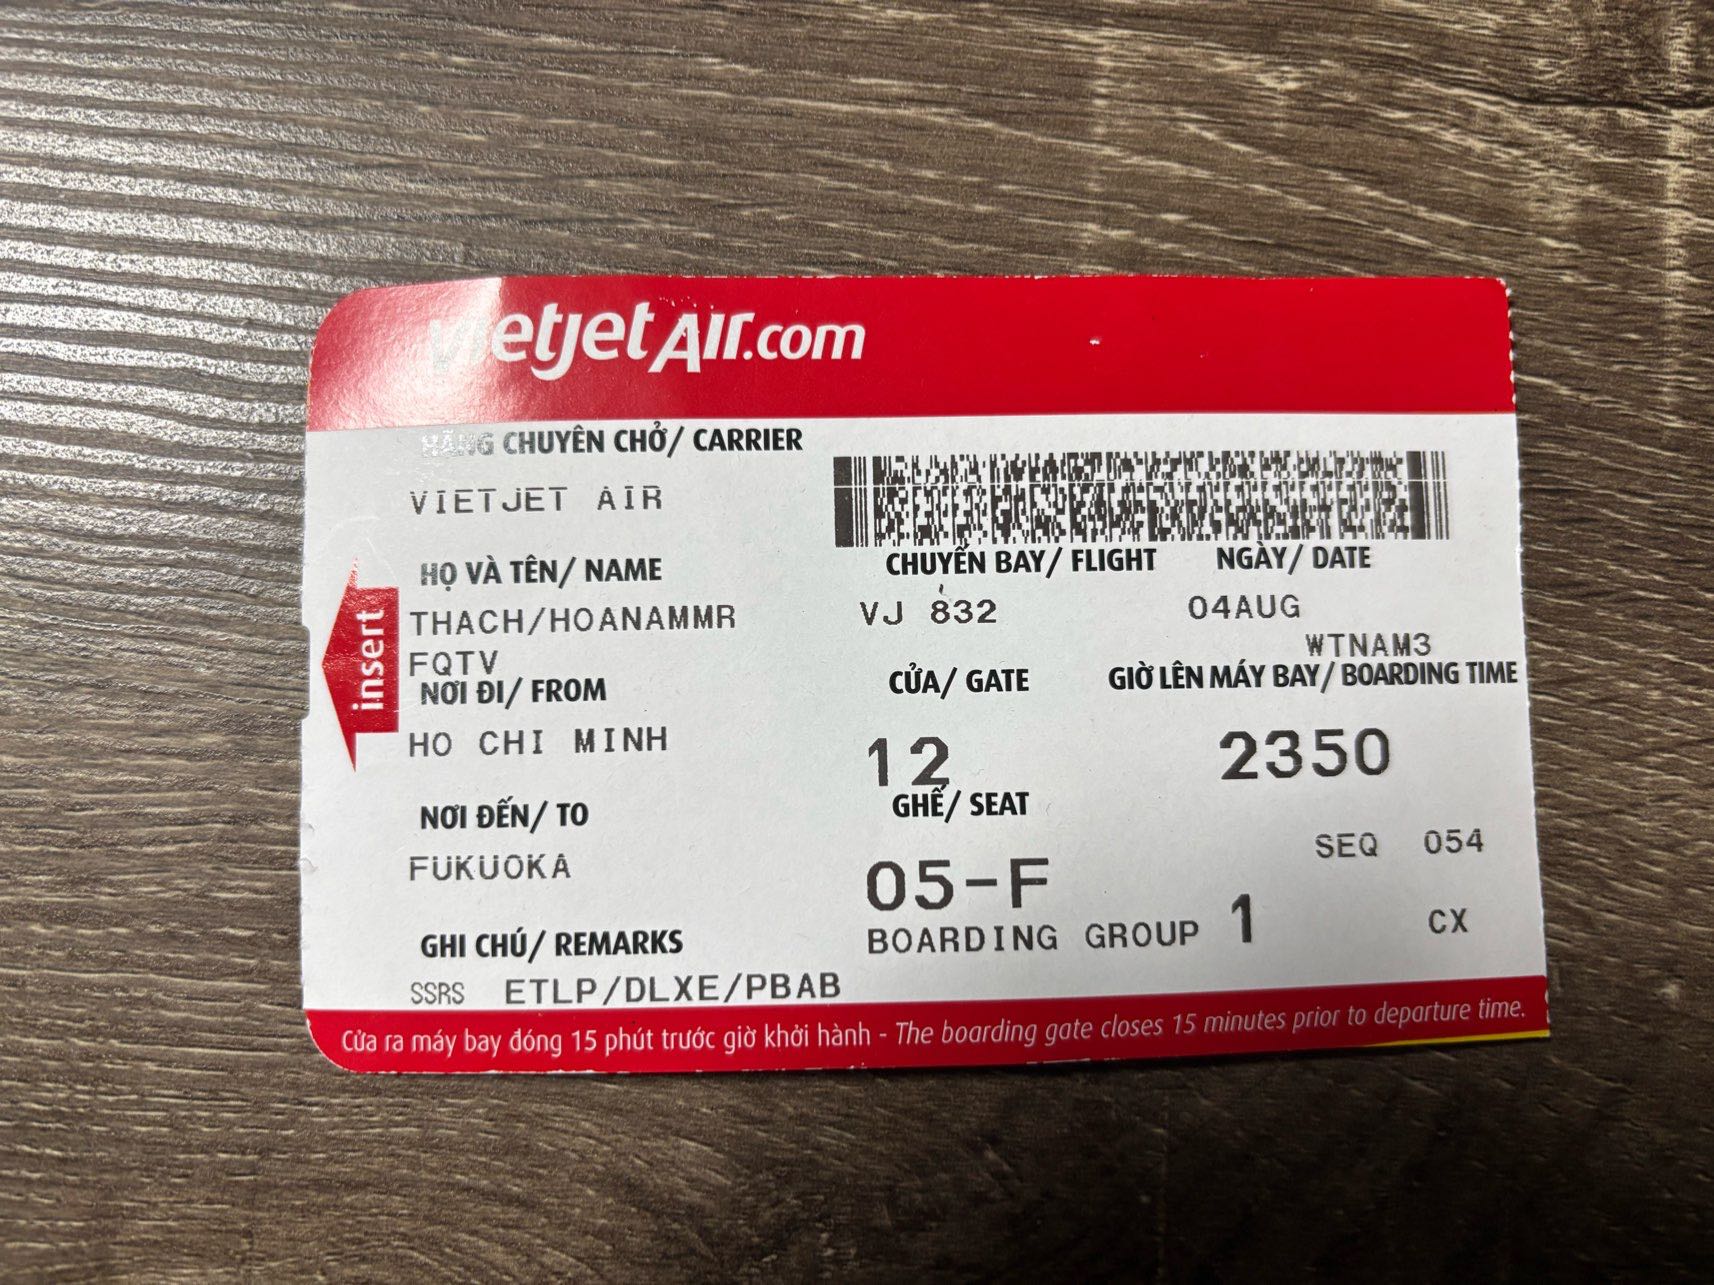 vietjetAir.com
HÃNG CHUYÊN CHỞ/ CARRIER
VIETJET AIR
HỌ VÀ TÊN/ NAME
CHUYẾN BAY/ FLIGHT
NGÀY/ DATE
THACH/HOANAMMR
VJ 832
04AUG
FQTV
WTNAM3
NƠI ĐI/ FROM
CỬA/ GATE
GIỜ LÊN MÁY BAY/ BOARDING TIME
insert
HO CHI MINH
12
2350
NƠI ĐẾN/ TO
GHẾ/ SEAT
FUKUOKA
05-F
SEQ 054
GHI CHÚ/ REMARKS
BOARDING GROUP 1
CX
SSRS ETLP/DLXE/PBAB
Cửa ra máy bay đóng 15 phút trước giờ khởi hành - The boarding gate closes 15 minutes prior to departure time.